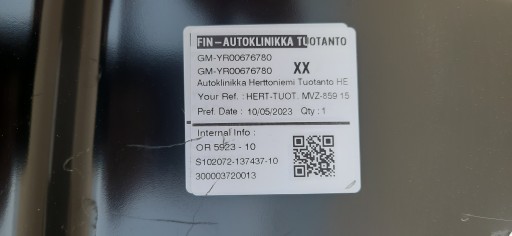 FIN-AUTOKLINIKKA TUOTANTO
GM-YR00676780
GM-YR00676780 XX
Autoklinikka Herttoniemi Tuotanto HE
Your Ref. : HERT-TUOT. MVZ-859 15
Pref. Date : 10/05/2023 Qty : 1
Internal Info :
OR 5923 - 10
S102072-137437-10
300003720013